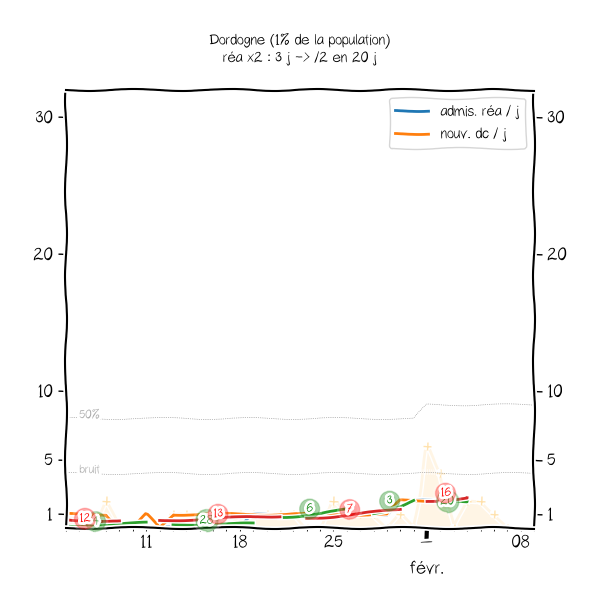 Dordogne (1% de la population)
réa x2 : 3 j -> /2 en 20 j
admis. réa / j
nouv. dc / j
30 30
20 20
10 10
50%
5 5
bruit
1 1
12 13 6 7 3 16
11 18 25 1 08
févr.